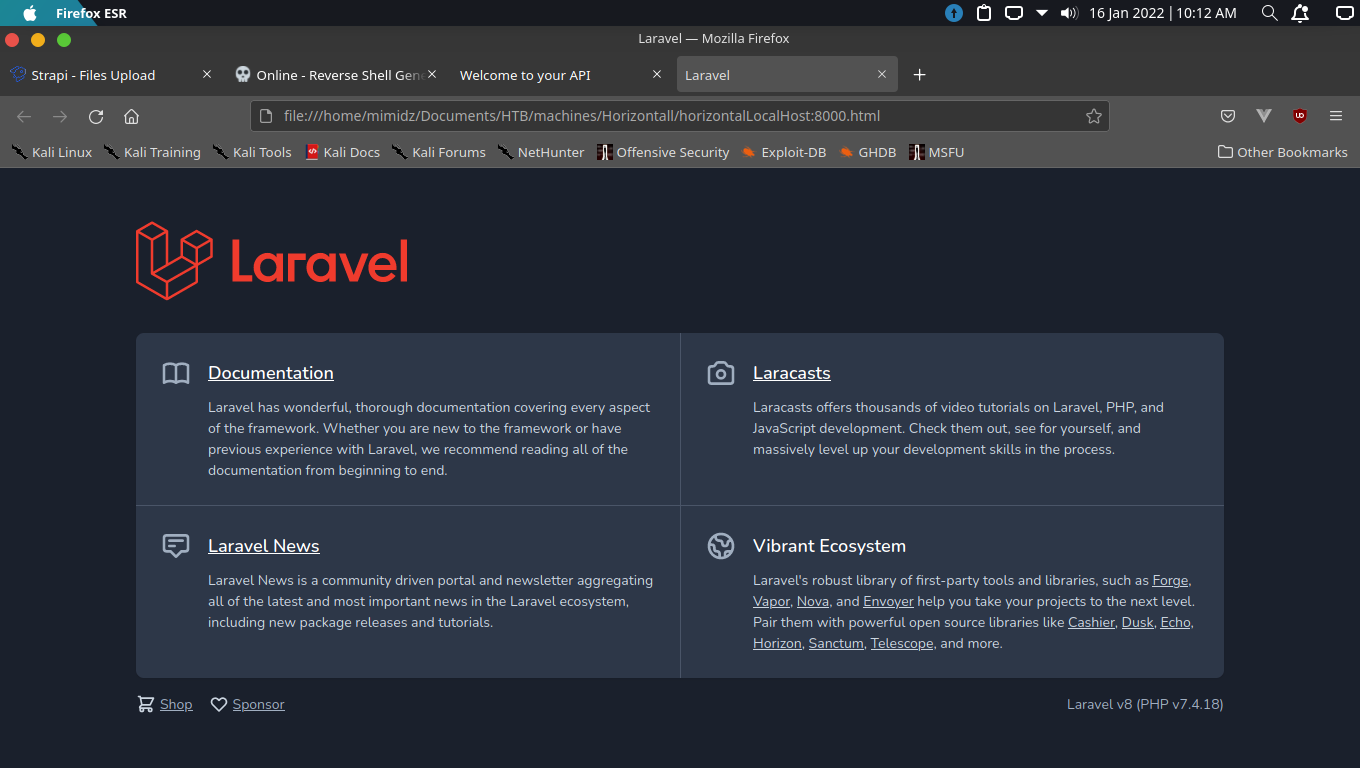 Firefox ESR
16 Jan 2022 | 10:12 AM
Laravel — Mozilla Firefox
Strapi - Files Upload
Online - Reverse Shell Gene
Welcome to your API
Laravel
file:///home/mimidz/Documents/HTB/machines/Horizontall/horizontalLocalHost:8000.html
Kali Linux
Kali Training
Kali Tools
Kali Docs
Kali Forums
NetHunter
Offensive Security
Exploit-DB
GHDB
MSFU
Other Bookmarks
Laravel
Documentation
Laravel has wonderful, thorough documentation covering every aspect
of the framework. Whether you are new to the framework or have
previous experience with Laravel, we recommend reading all of the
documentation from beginning to end.
Laracasts
Laracasts offers thousands of video tutorials on Laravel, PHP, and
JavaScript development. Check them out, see for yourself, and
massively level up your development skills in the process.
Laravel News
Laravel News is a community driven portal and newsletter aggregating
all of the latest and most important news in the Laravel ecosystem,
including new package releases and tutorials.
Vibrant Ecosystem
Laravel's robust library of first-party tools and libraries, such as Forge,
Vapor, Nova, and Envoyer help you take your projects to the next level.
Pair them with powerful open source libraries like Cashier, Dusk, Echo,
Horizon, Sanctum, Telescope, and more.
Shop
Sponsor
Laravel v8 (PHP v7.4.18)